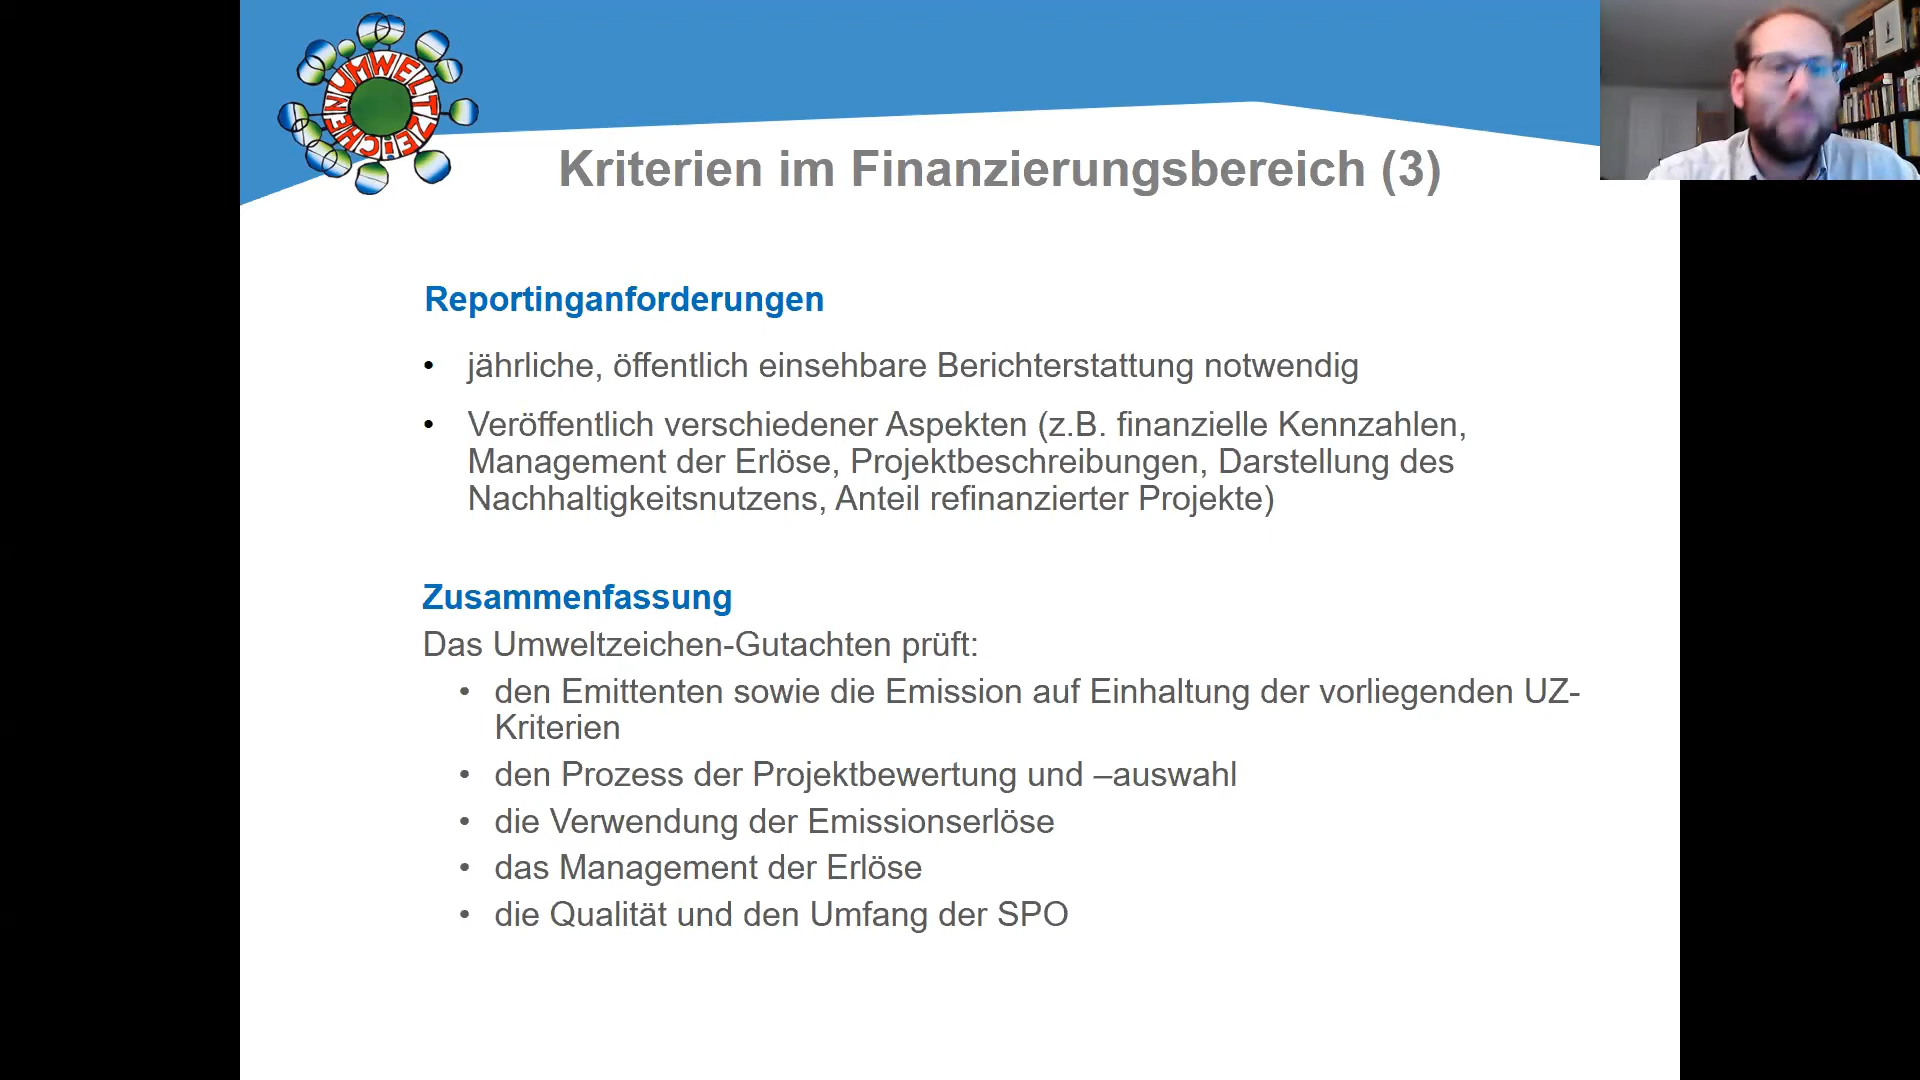 UMWELTZEICHEN
Kriterien im Finanzierungsbereich (3)
Reportinganforderungen
• jährliche, öffentlich einsehbare Berichterstattung notwendig
• Veröffentlich verschiedener Aspekten (z.B. finanzielle Kennzahlen,
Management der Erlöse, Projektbeschreibungen, Darstellung des
Nachhaltigkeitsnutzens, Anteil refinanzierter Projekte)
Zusammenfassung
Das Umweltzeichen-Gutachten prüft:
• den Emittenten sowie die Emission auf Einhaltung der vorliegenden UZ-
Kriterien
• den Prozess der Projektbewertung und –auswahl
• die Verwendung der Emissionserlöse
• das Management der Erlöse
• die Qualität und den Umfang der SPO